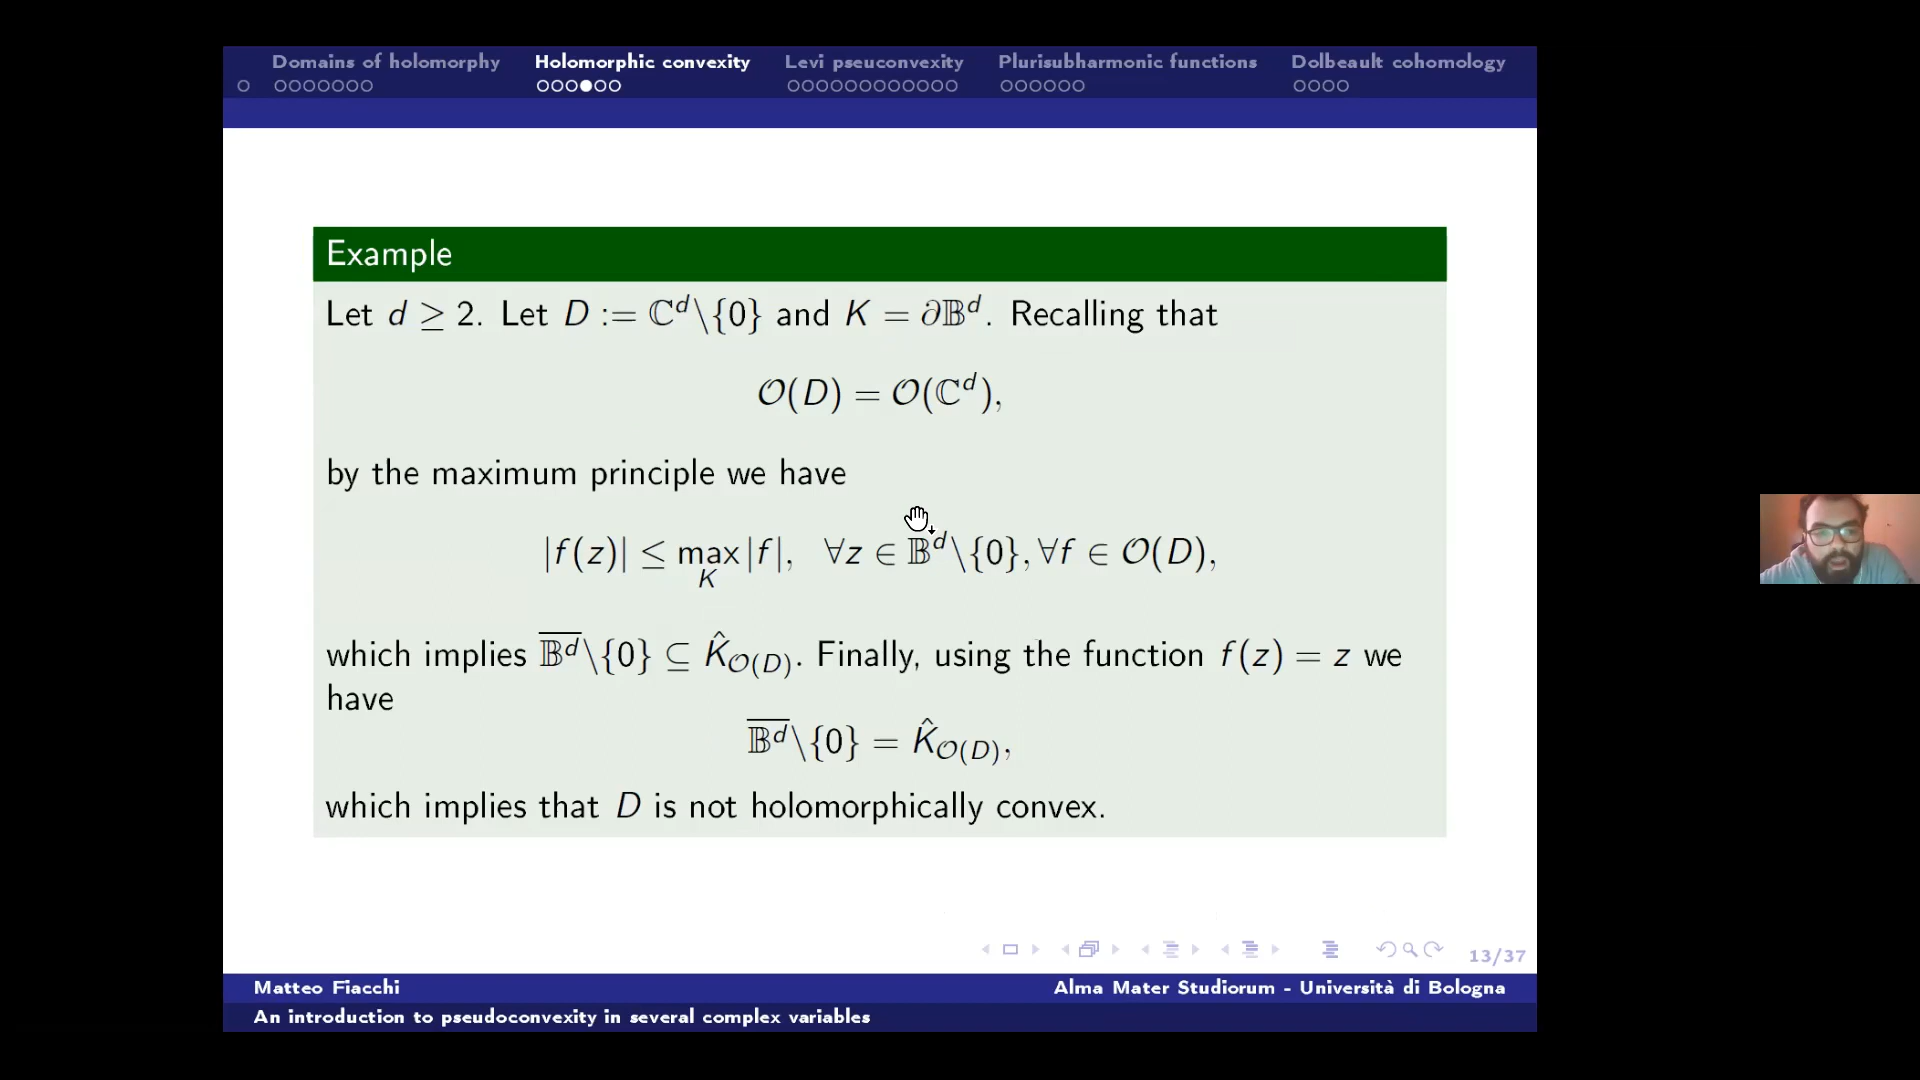 Domains of holomorphy Holomorphic convexity Levi pseuconvexity Plurisubharmonic functions Dolbeault cohomology
Example
Let d ≥ 2. Let D := ℂ^d\{0} and K = ∂𝔹^d. Recalling that
𝒪(D) = 𝒪(ℂ^d),
by the maximum principle we have
|f(z)| ≤ max_K |f|, ∀z ∈ 𝔹^d\{0}, ∀f ∈ 𝒪(D),
which implies \overline{𝔹^d}\{0} ⊆ K̂_{𝒪(D)}. Finally, using the function f(z) = z we
have
\overline{𝔹^d}\{0} = K̂_{𝒪(D)},
which implies that D is not holomorphically convex.
13/37
Matteo Fiacchi Alma Mater Studiorum - Università di Bologna
An introduction to pseudoconvexity in several complex variables